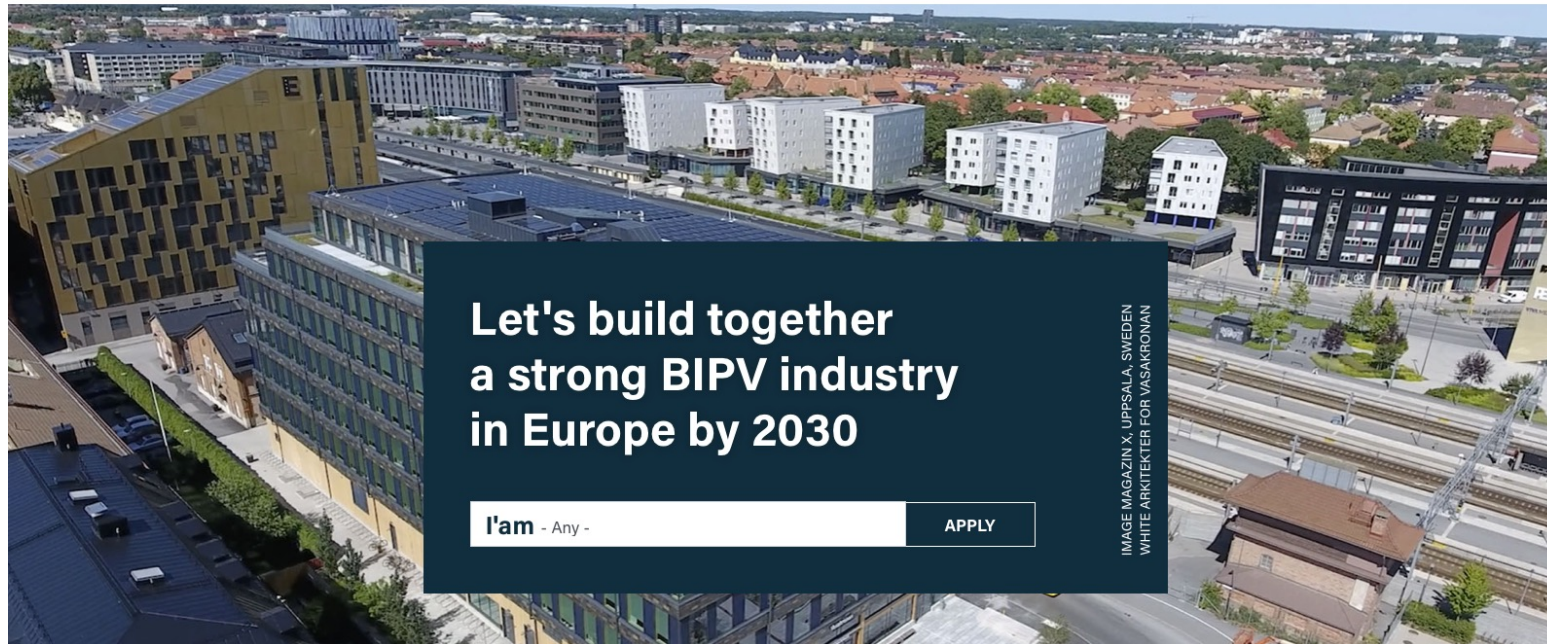 Let's build together
a strong BIPV industry
in Europe by 2030
I'am - Any -
APPLY
IMAGE MAGAZIN X, UPPSALA, SWEDEN
WHITE ARKITEKTER FOR VASAKRONAN